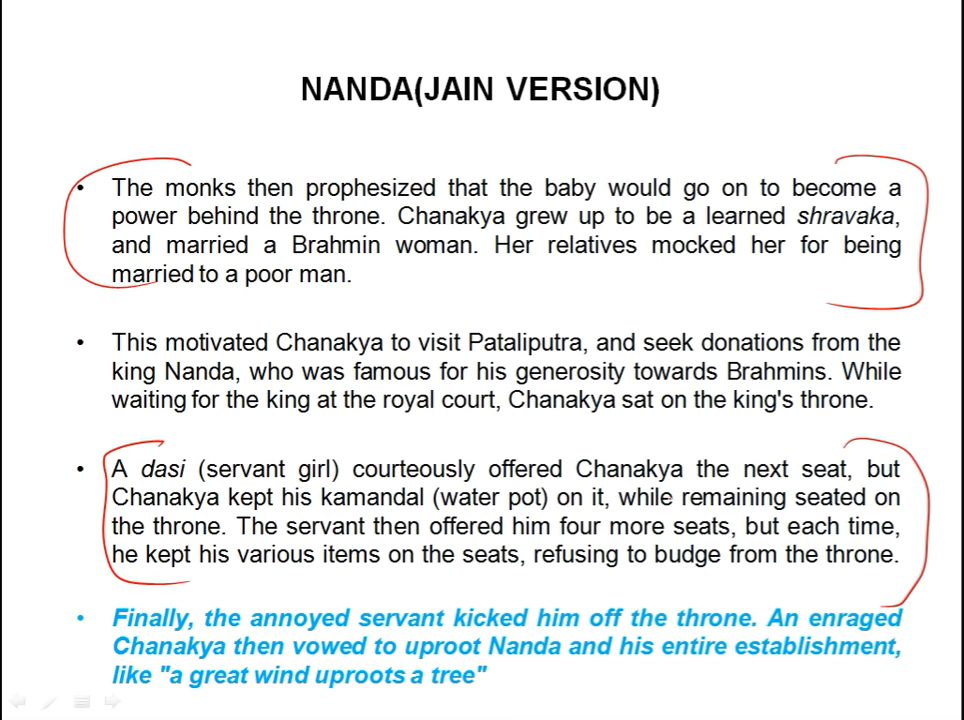 NANDA(JAIN VERSION)
• The monks then prophesized that the baby would go on to become a
power behind the throne. Chanakya grew up to be a learned shravaka,
and married a Brahmin woman. Her relatives mocked her for being
married to a poor man.
• This motivated Chanakya to visit Pataliputra, and seek donations from the
king Nanda, who was famous for his generosity towards Brahmins. While
waiting for the king at the royal court, Chanakya sat on the king's throne.
• A dasi (servant girl) courteously offered Chanakya the next seat, but
Chanakya kept his kamandal (water pot) on it, while remaining seated on
the throne. The servant then offered him four more seats, but each time,
he kept his various items on the seats, refusing to budge from the throne.
• Finally, the annoyed servant kicked him off the throne. An enraged
Chanakya then vowed to uproot Nanda and his entire establishment,
like "a great wind uproots a tree"